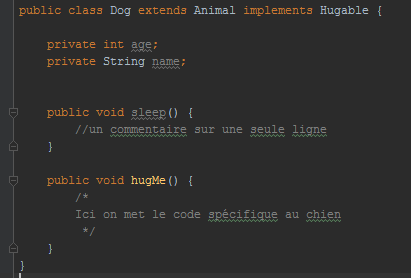 public class Dog extends Animal implements Hugable {
private int age;
private String name;
public void sleep() {
//un commentaire sur une seule ligne
}
public void hugMe() {
/*
Ici on met le code spécifique au chien
*/
}
}